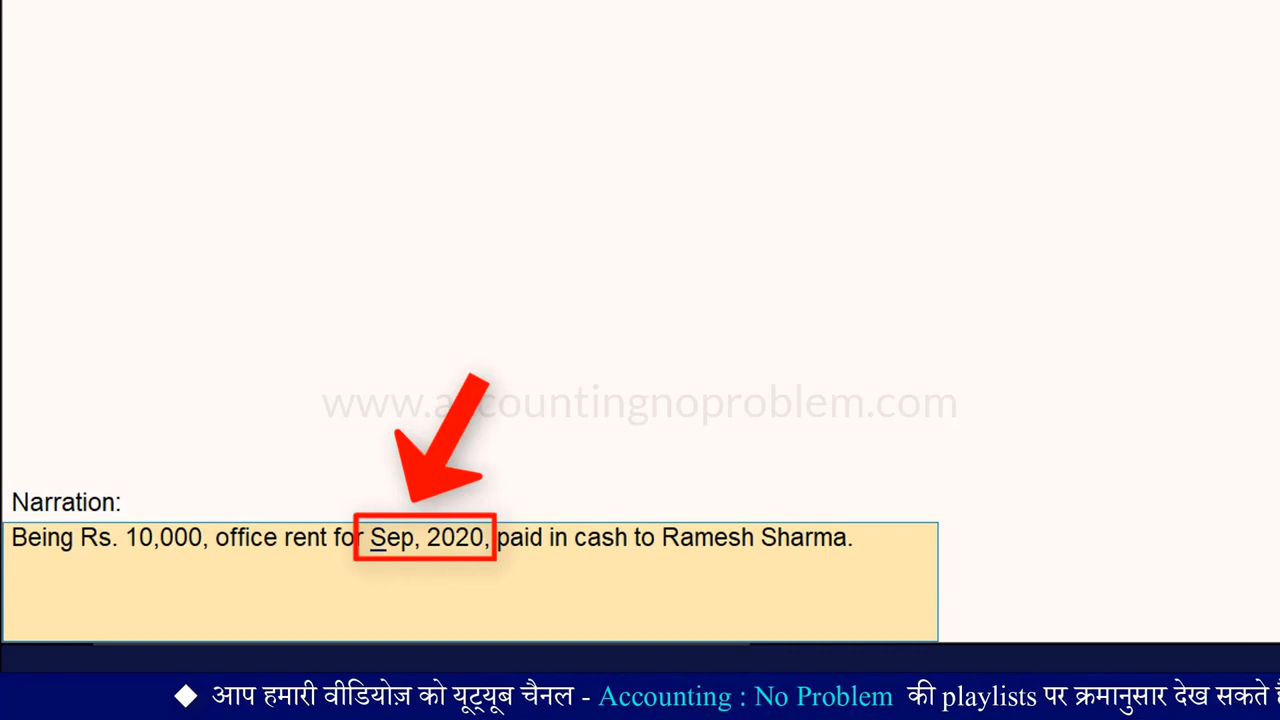 www.accountingnoproblem.com
Narration:
Being Rs. 10,000, office rent for Sep, 2020, paid in cash to Ramesh Sharma.
◆ आप हमारी वीडियोज़ को यूट्यूब चैनल - Accounting : No Problem की playlists पर क्रमानुसार देख सकते